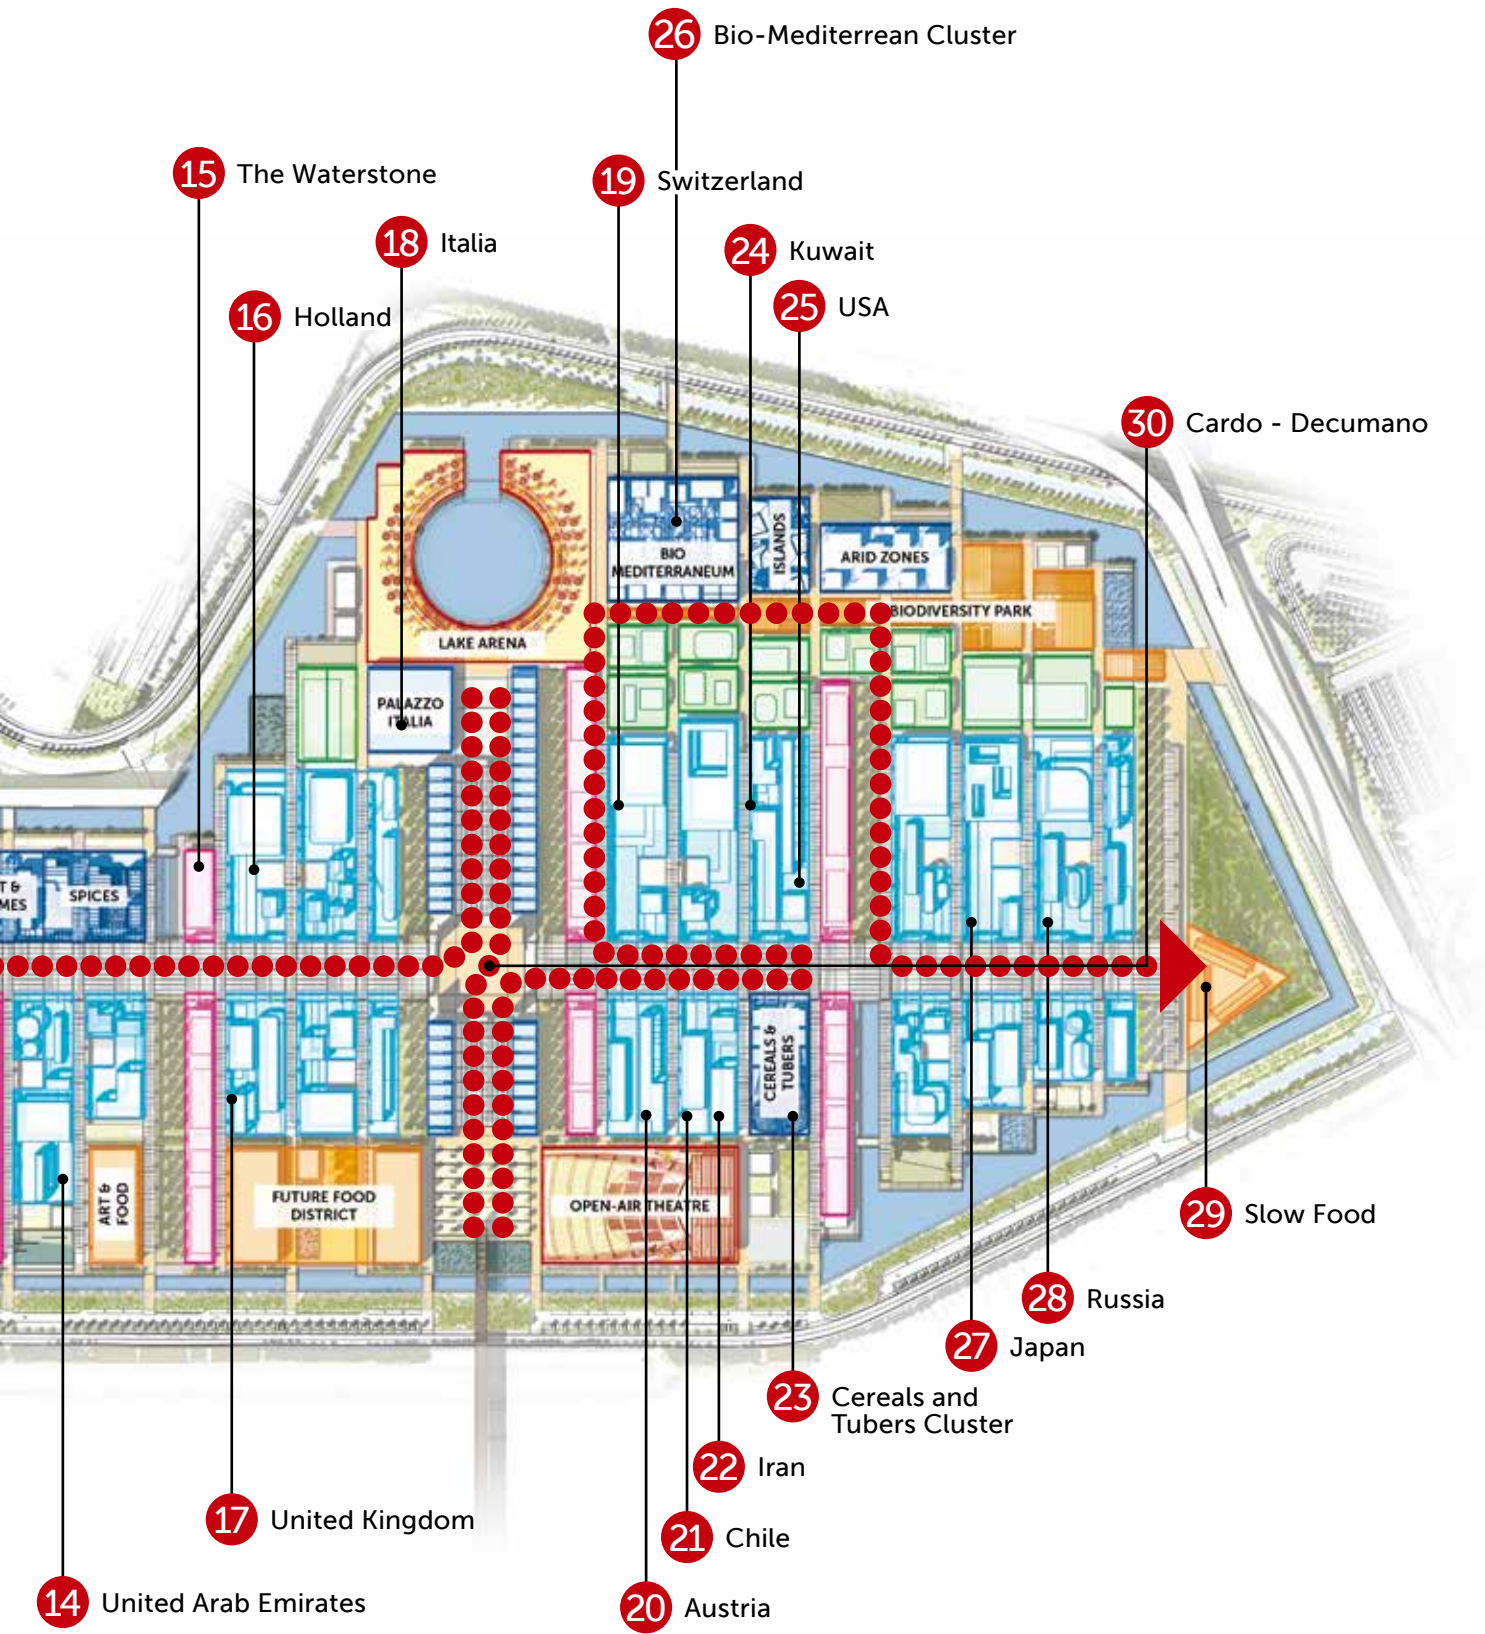 26 Bio-Mediterrean Cluster
15 The Waterstone
19 Switzerland
18 Italia
24 Kuwait
25 USA
16 Holland
30 Cardo - Decumano
BIO
MEDITERRANEUM
ISLANDS
ARID ZONES
BIODIVERSITY PARK
LAKE ARENA
PALAZZO
ITALIA
T &
MES
SPICES
CEREALS &
TUBERS
ART &
FOOD
FUTURE FOOD
DISTRICT
OPEN-AIR THEATRE
29 Slow Food
28 Russia
27 Japan
23 Cereals and
Tubers Cluster
22 Iran
17 United Kingdom
21 Chile
14 United Arab Emirates
20 Austria